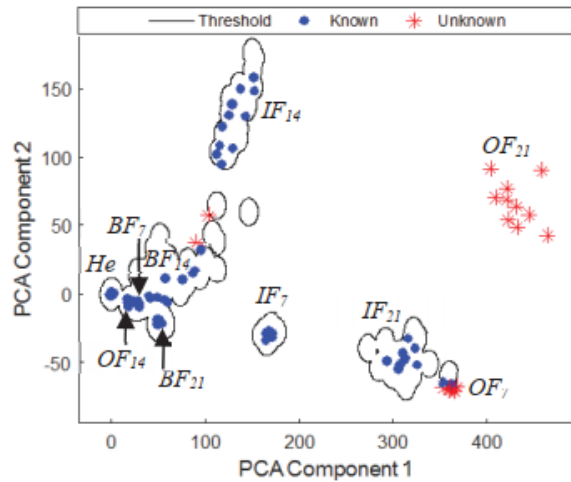 Threshold Known Unknown
IF14
OF21
BF7
He
BF14
IF7
IF21
OF14
BF21
OF7
150
100
50
0
-50
0 100 200 300 400
PCA Component 2
PCA Component 1